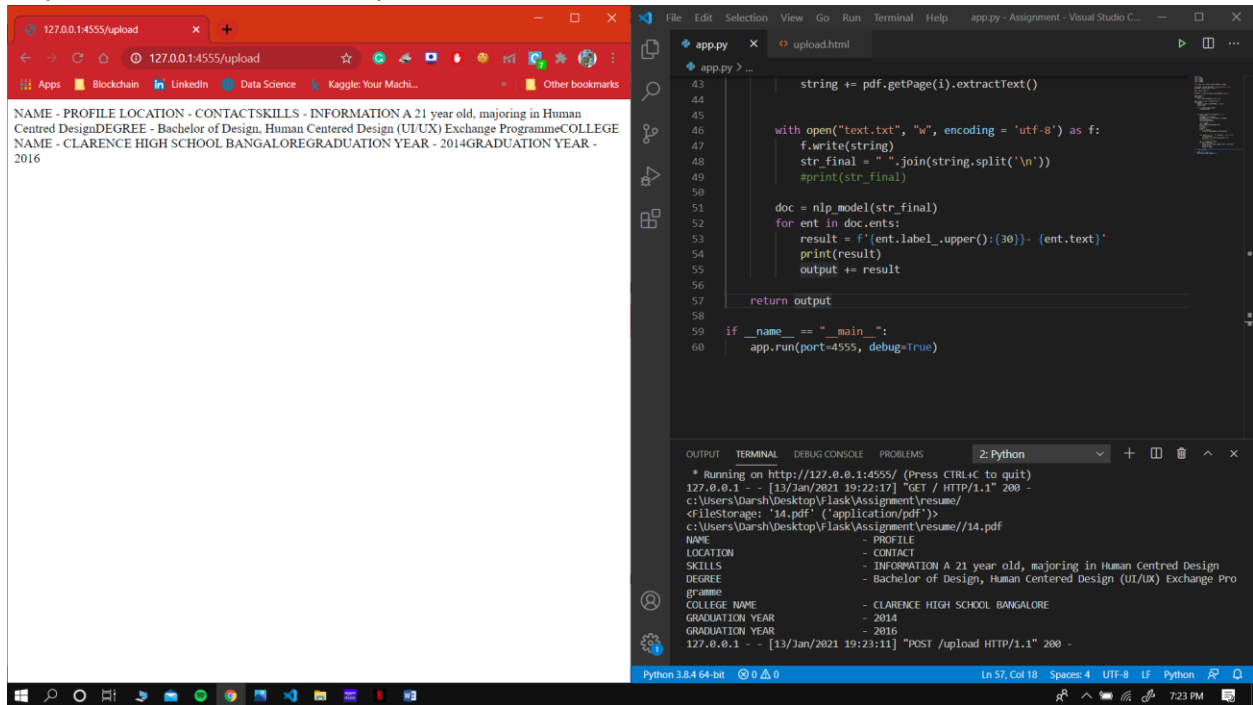 127.0.0.1:4555/upload
127.0.0.1:4555/upload
Apps Blockchain LinkedIn Data Science Kaggle: Your Machi... » Other bookmarks
NAME - PROFILE LOCATION - CONTACTSKILLS - INFORMATION A 21 year old, majoring in Human
Centred DesignDEGREE - Bachelor of Design, Human Centered Design (UI/UX) Exchange ProgrammeCOLLEGE
NAME - CLARENCE HIGH SCHOOL BANGALOREGRADUATION YEAR - 2014GRADUATION YEAR -
2016
File Edit Selection View Go Run Terminal Help app.py - Assignment - Visual Studio C...
app.py upload.html
app.py > ...
43 string += pdf.getPage(i).extractText()
44
45
46 with open("text.txt", "w", encoding = 'utf-8') as f:
47 f.write(string)
48 str_final = " ".join(string.split('\n'))
49 #print(str_final)
50
51 doc = nlp_model(str_final)
52 for ent in doc.ents:
53 result = f'{ent.label_.upper():{30}}- {ent.text}'
54 print(result)
55 output += result
56
57 return output
58
59 if __name__ == "__main__":
60 app.run(port=4555, debug=True)
OUTPUT TERMINAL DEBUG CONSOLE PROBLEMS 2: Python
* Running on http://127.0.0.1:4555/ (Press CTRL+C to quit)
127.0.0.1 - - [13/Jan/2021 19:22:17] "GET / HTTP/1.1" 200 -
c:\Users\Darsh\Desktop\Flask\Assignment\resume/
<FileStorage: '14.pdf' ('application/pdf')>
c:\Users\Darsh\Desktop\Flask\Assignment\resume//14.pdf
NAME - PROFILE
LOCATION - CONTACT
SKILLS - INFORMATION A 21 year old, majoring in Human Centred Design
DEGREE - Bachelor of Design, Human Centered Design (UI/UX) Exchange Pro
gramme
COLLEGE NAME - CLARENCE HIGH SCHOOL BANGALORE
GRADUATION YEAR - 2014
GRADUATION YEAR - 2016
127.0.0.1 - - [13/Jan/2021 19:23:11] "POST /upload HTTP/1.1" 200 -
Python 3.8.4 64-bit 0 0 Ln 57, Col 18 Spaces: 4 UTF-8 LF Python
7:23 PM